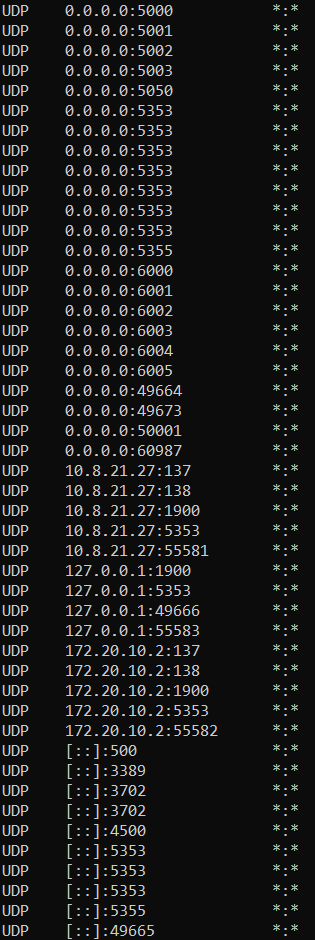 UDP    0.0.0.0:5000           *:*
UDP    0.0.0.0:5001           *:*
UDP    0.0.0.0:5002           *:*
UDP    0.0.0.0:5003           *:*
UDP    0.0.0.0:5050           *:*
UDP    0.0.0.0:5353           *:*
UDP    0.0.0.0:5353           *:*
UDP    0.0.0.0:5353           *:*
UDP    0.0.0.0:5353           *:*
UDP    0.0.0.0:5353           *:*
UDP    0.0.0.0:5353           *:*
UDP    0.0.0.0:5353           *:*
UDP    0.0.0.0:5355           *:*
UDP    0.0.0.0:6000           *:*
UDP    0.0.0.0:6001           *:*
UDP    0.0.0.0:6002           *:*
UDP    0.0.0.0:6003           *:*
UDP    0.0.0.0:6004           *:*
UDP    0.0.0.0:6005           *:*
UDP    0.0.0.0:49664          *:*
UDP    0.0.0.0:49673          *:*
UDP    0.0.0.0:50001          *:*
UDP    0.0.0.0:60987          *:*
UDP    10.8.21.27:137         *:*
UDP    10.8.21.27:138         *:*
UDP    10.8.21.27:1900        *:*
UDP    10.8.21.27:5353        *:*
UDP    10.8.21.27:55581       *:*
UDP    127.0.0.1:1900         *:*
UDP    127.0.0.1:5353         *:*
UDP    127.0.0.1:49666        *:*
UDP    127.0.0.1:55583        *:*
UDP    172.20.10.2:137        *:*
UDP    172.20.10.2:138        *:*
UDP    172.20.10.2:1900       *:*
UDP    172.20.10.2:5353       *:*
UDP    172.20.10.2:55582      *:*
UDP    [::]:500               *:*
UDP    [::]:3389              *:*
UDP    [::]:3702              *:*
UDP    [::]:3702              *:*
UDP    [::]:4500              *:*
UDP    [::]:5353              *:*
UDP    [::]:5353              *:*
UDP    [::]:5353              *:*
UDP    [::]:5355              *:*
UDP    [::]:49665             *:*